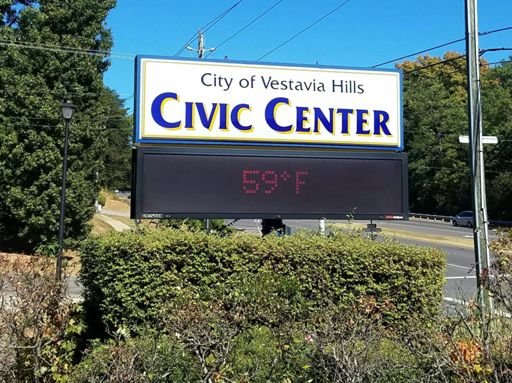 City of Vestavia Hills
CIVIC CENTER
59°F